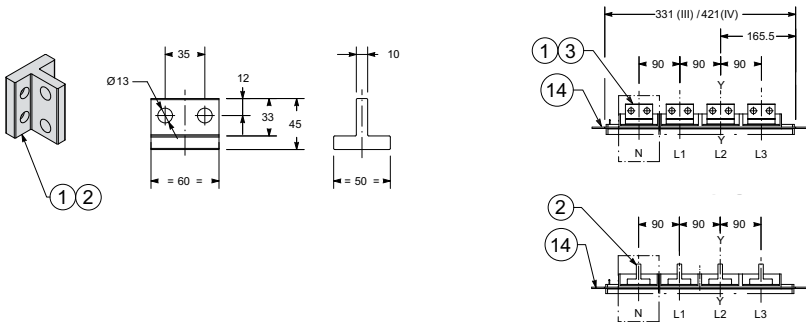 331 (III) / 421(IV)
35
10
165.5
1 3
90 90 90
Ø13
12
Y
14
33
45
N L1 L2 L3
Y
= 60 =
= 50 =
1 2
2
90 90 90
Y
14
N L1 L2 L3
Y